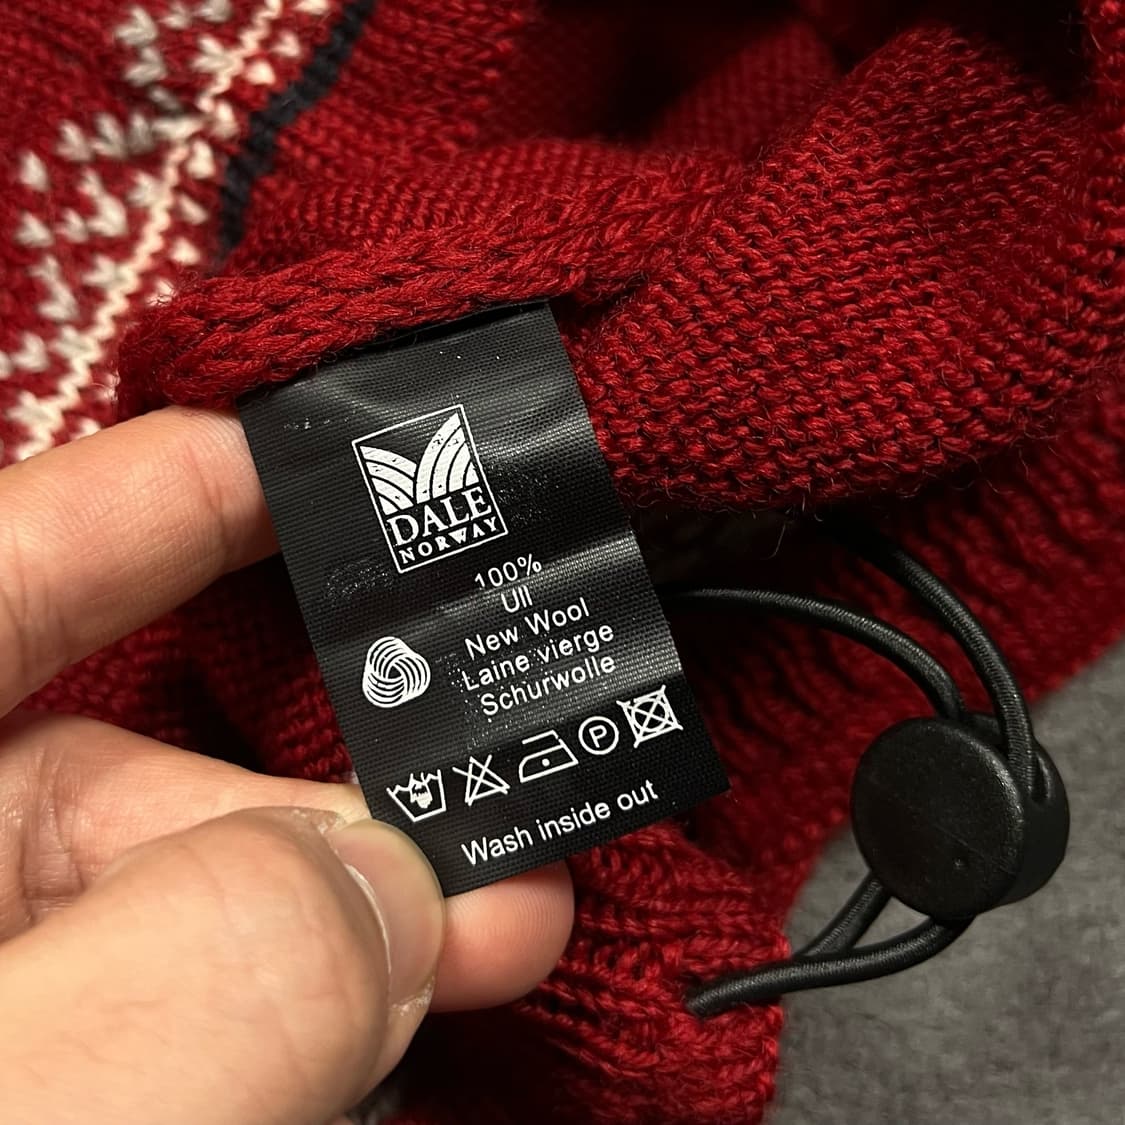 DALE
NORWAY
100%
Ull
New Wool
Laine vierge
Schurwolle
P
Wash inside out